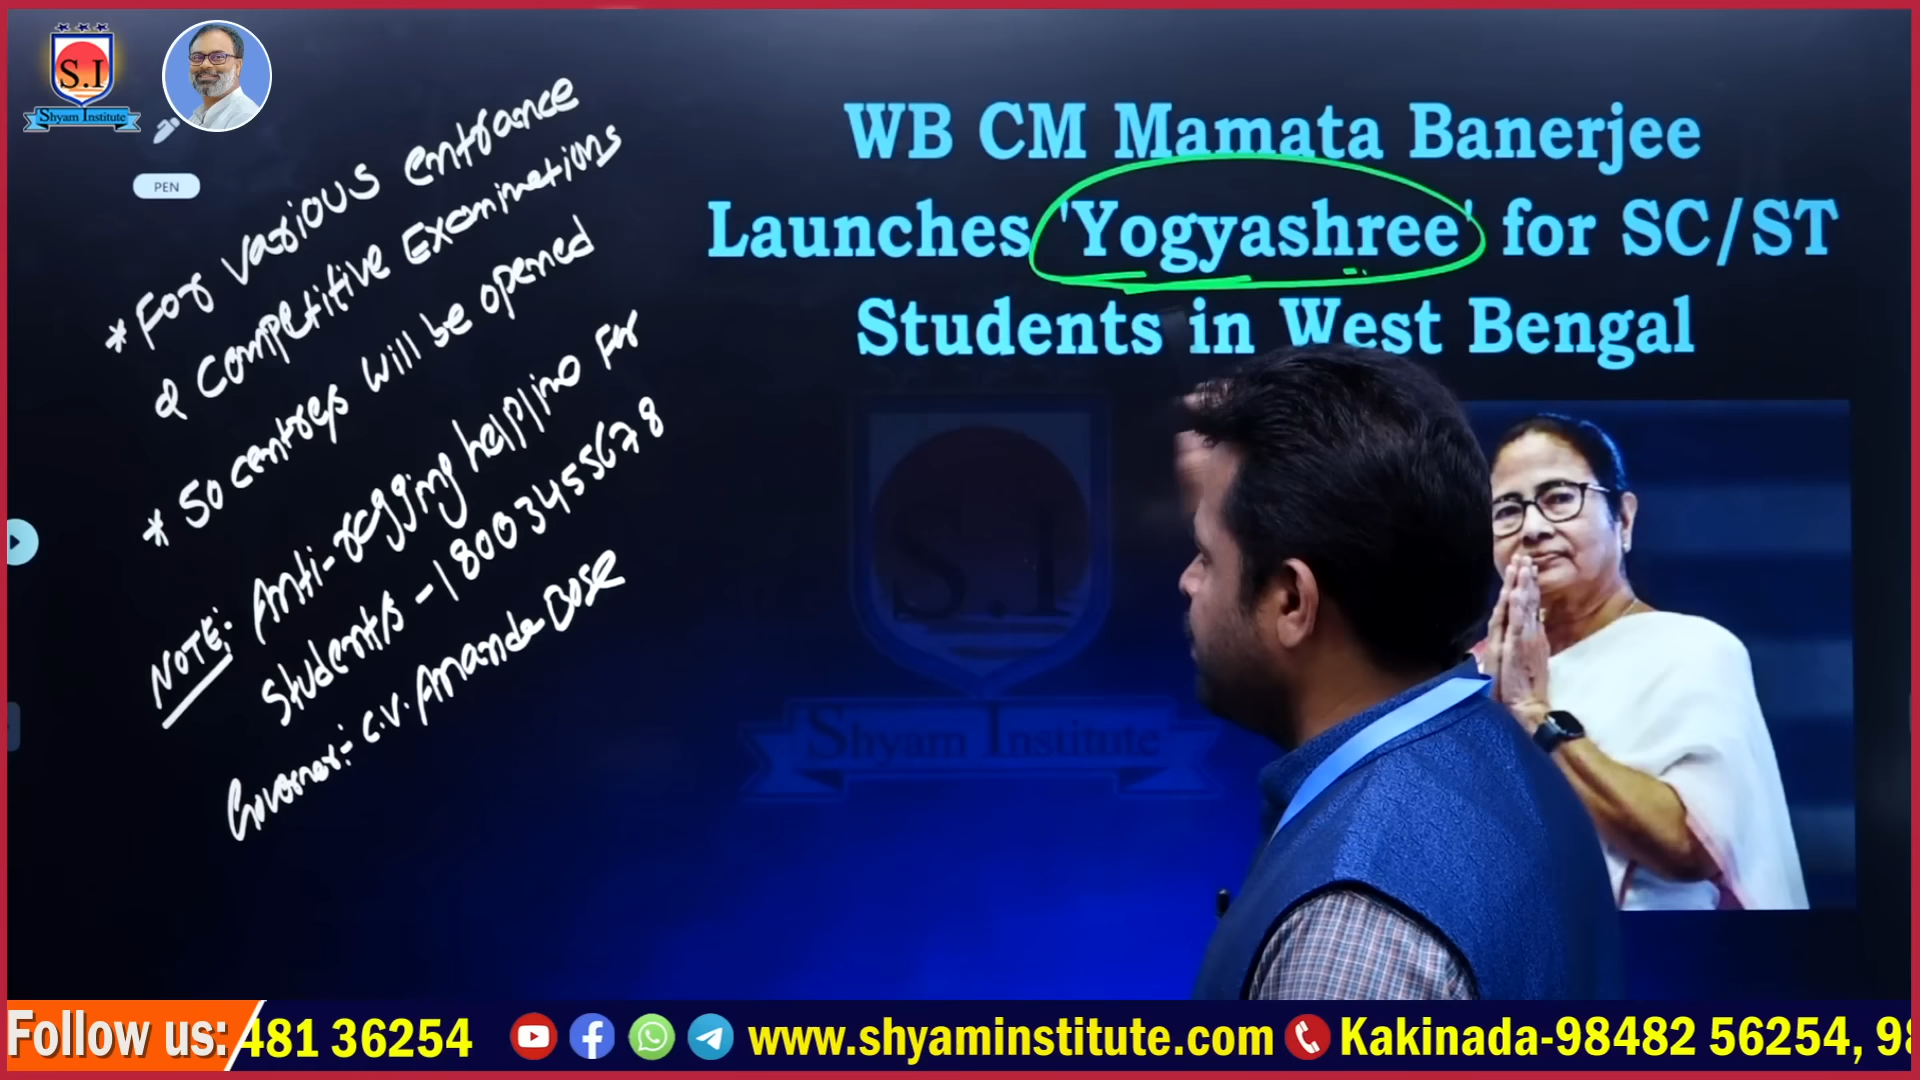 S.I
Shyam Institute
PEN
WB CM Mamata Banerjee
Launches 'Yogyashree' for SC/ST
Students in West Bengal
* For various entrance
& Competitive Examinations
* 50 centres will be opened
NOTE: Anti-ragging helpline for
Students - 18003455678
Governor:- C.V. Ananda Bose
S.I
Shyam Institute
Follow us:
481 36254
www.shyaminstitute.com
Kakinada-98482 56254, 98